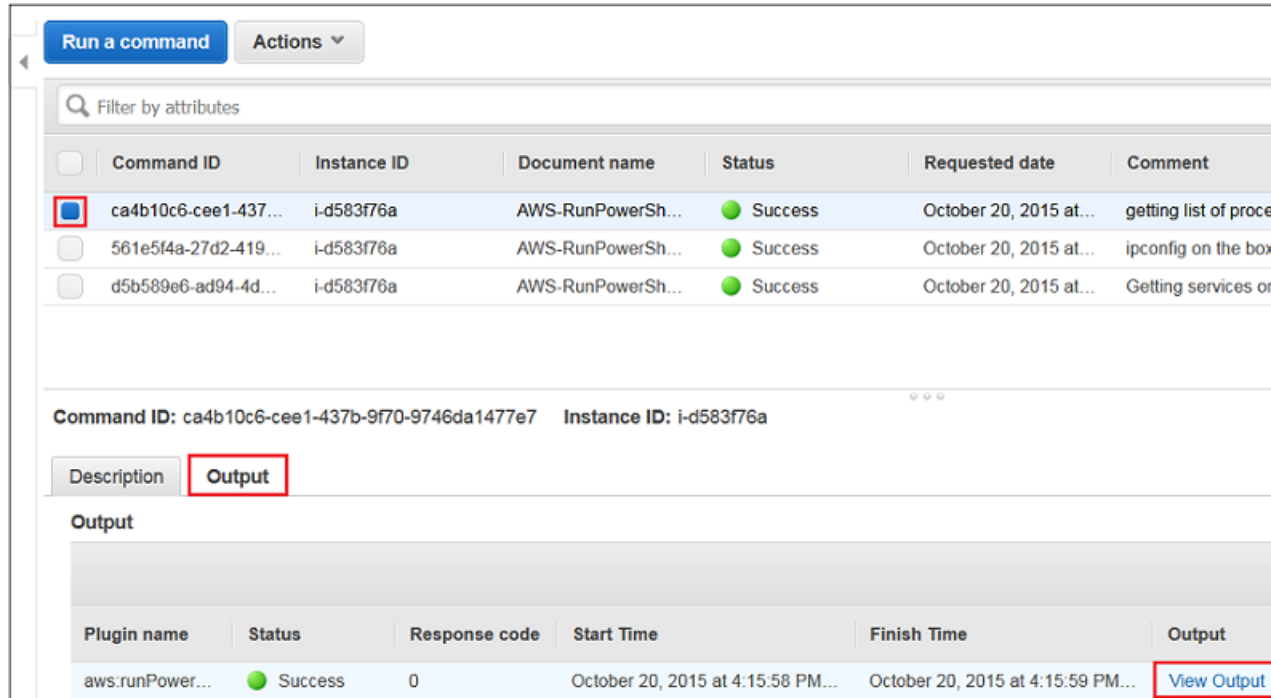 Run a command Actions
Filter by attributes
Command ID Instance ID Document name Status Requested date Comment
ca4b10c6-cee1-437... i-d583f76a AWS-RunPowerSh... Success October 20, 2015 at... getting list of proce
561e5f4a-27d2-419... i-d583f76a AWS-RunPowerSh... Success October 20, 2015 at... ipconfig on the box
d5b589e6-ad94-4d... i-d583f76a AWS-RunPowerSh... Success October 20, 2015 at... Getting services or
Command ID: ca4b10c6-cee1-437b-9f70-9746da1477e7 Instance ID: i-d583f76a
Description Output
Output
Plugin name Status Response code Start Time Finish Time Output
aws:runPower... Success 0 October 20, 2015 at 4:15:58 PM... October 20, 2015 at 4:15:59 PM... View Output